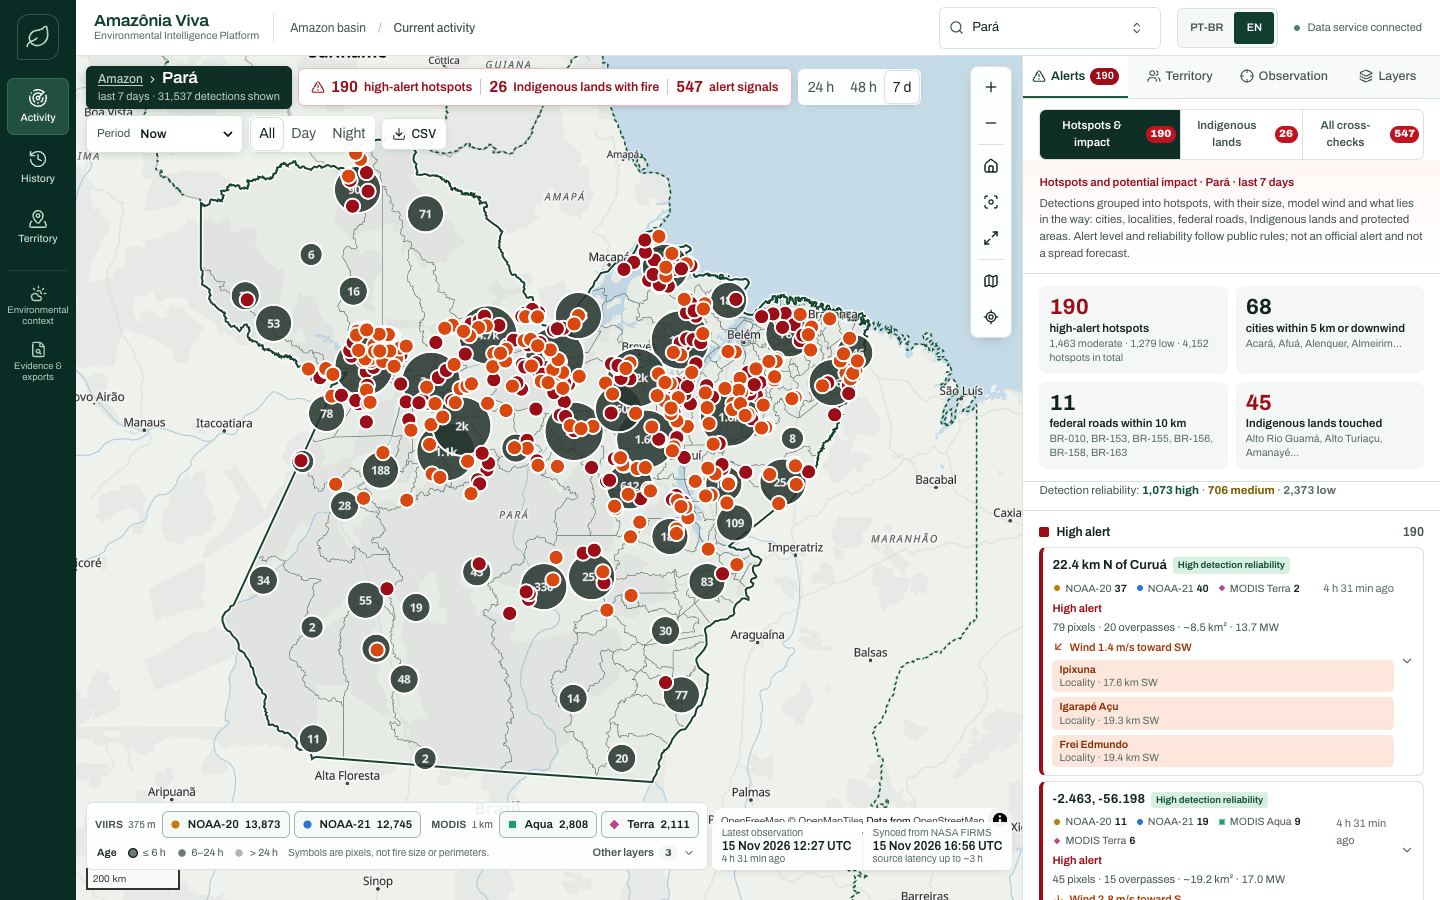 Amazônia Viva
Environmental Intelligence Platform
Amazon basin / Current activity
Pará
PT-BR EN
Data service connected
Activity
History
Territory
Environmental context
Evidence & exports
Amazon › Pará
last 7 days · 31,537 detections shown
190 high-alert hotspots
26 Indigenous lands with fire
547 alert signals
24 h 48 h 7 d
Period Now
All Day Night
CSV
Cottica
GUIANA
Boa Vista
Amapá
AMAPÁ
71
6
16
53
Macapá
Belém
São Luís
Manaus
Itacoatiara
78
2k
188
28
8
Bacabal
PARÁ
109
Imperatriz
MARANHÃO
34
55
19
83
2
30
Araguaína
Balsas
48
14
77
11
2
20
Alta Floresta
Aripuanã
Palmas
Brazil
Sinop
Barreiras
VIIRS 375 m NOAA-20 13,873 NOAA-21 12,745 MODIS 1 km Aqua 2,808 Terra 2,111
Age ≤ 6 h 6–24 h > 24 h Symbols are pixels, not fire size or perimeters. Other layers 3
200 km
OpenFreeMap © OpenMapTiles Data from OpenStreetMap
Latest observation
15 Nov 2026 12:27 UTC
4 h 31 min ago
Synced from NASA FIRMS
15 Nov 2026 16:56 UTC
source latency up to ~3 h
Alerts 190 Territory Observation Layers
Hotspots & impact 190
Indigenous lands 26
All cross-checks 547
Hotspots and potential impact · Pará · last 7 days
Detections grouped into hotspots, with their size, model wind and what lies
in the way: cities, localities, federal roads, Indigenous lands and protected
areas. Alert level and reliability follow public rules; not an official alert and not
a spread forecast.
190
high-alert hotspots
1,463 moderate · 1,279 low · 4,152
hotspots in total
68
cities within 5 km or downwind
Acará, Afuá, Alenquer, Almeirim...
11
federal roads within 10 km
BR-010, BR-153, BR-155, BR-156,
BR-158, BR-163
45
Indigenous lands touched
Alto Rio Guamá, Alto Turiaçu,
Amanayé...
Detection reliability: 1,073 high · 706 medium · 2,373 low
High alert 190
22.4 km N of Curuá High detection reliability
NOAA-20 37 NOAA-21 40 MODIS Terra 2 4 h 31 min ago
High alert
79 pixels · 20 overpasses · ~8.5 km² · 13.7 MW
Wind 1.4 m/s toward SW
Ipixuna
Locality · 17.6 km SW
Igarapé Açu
Locality · 19.3 km SW
Frei Edmundo
Locality · 19.4 km SW
-2.463, -56.198 High detection reliability
NOAA-20 11 NOAA-21 19 MODIS Aqua 9 4 h 31 min ago
MODIS Terra 6
High alert
45 pixels · 15 overpasses · ~19.2 km² · 17.0 MW
Wind 2.8 m/s toward S